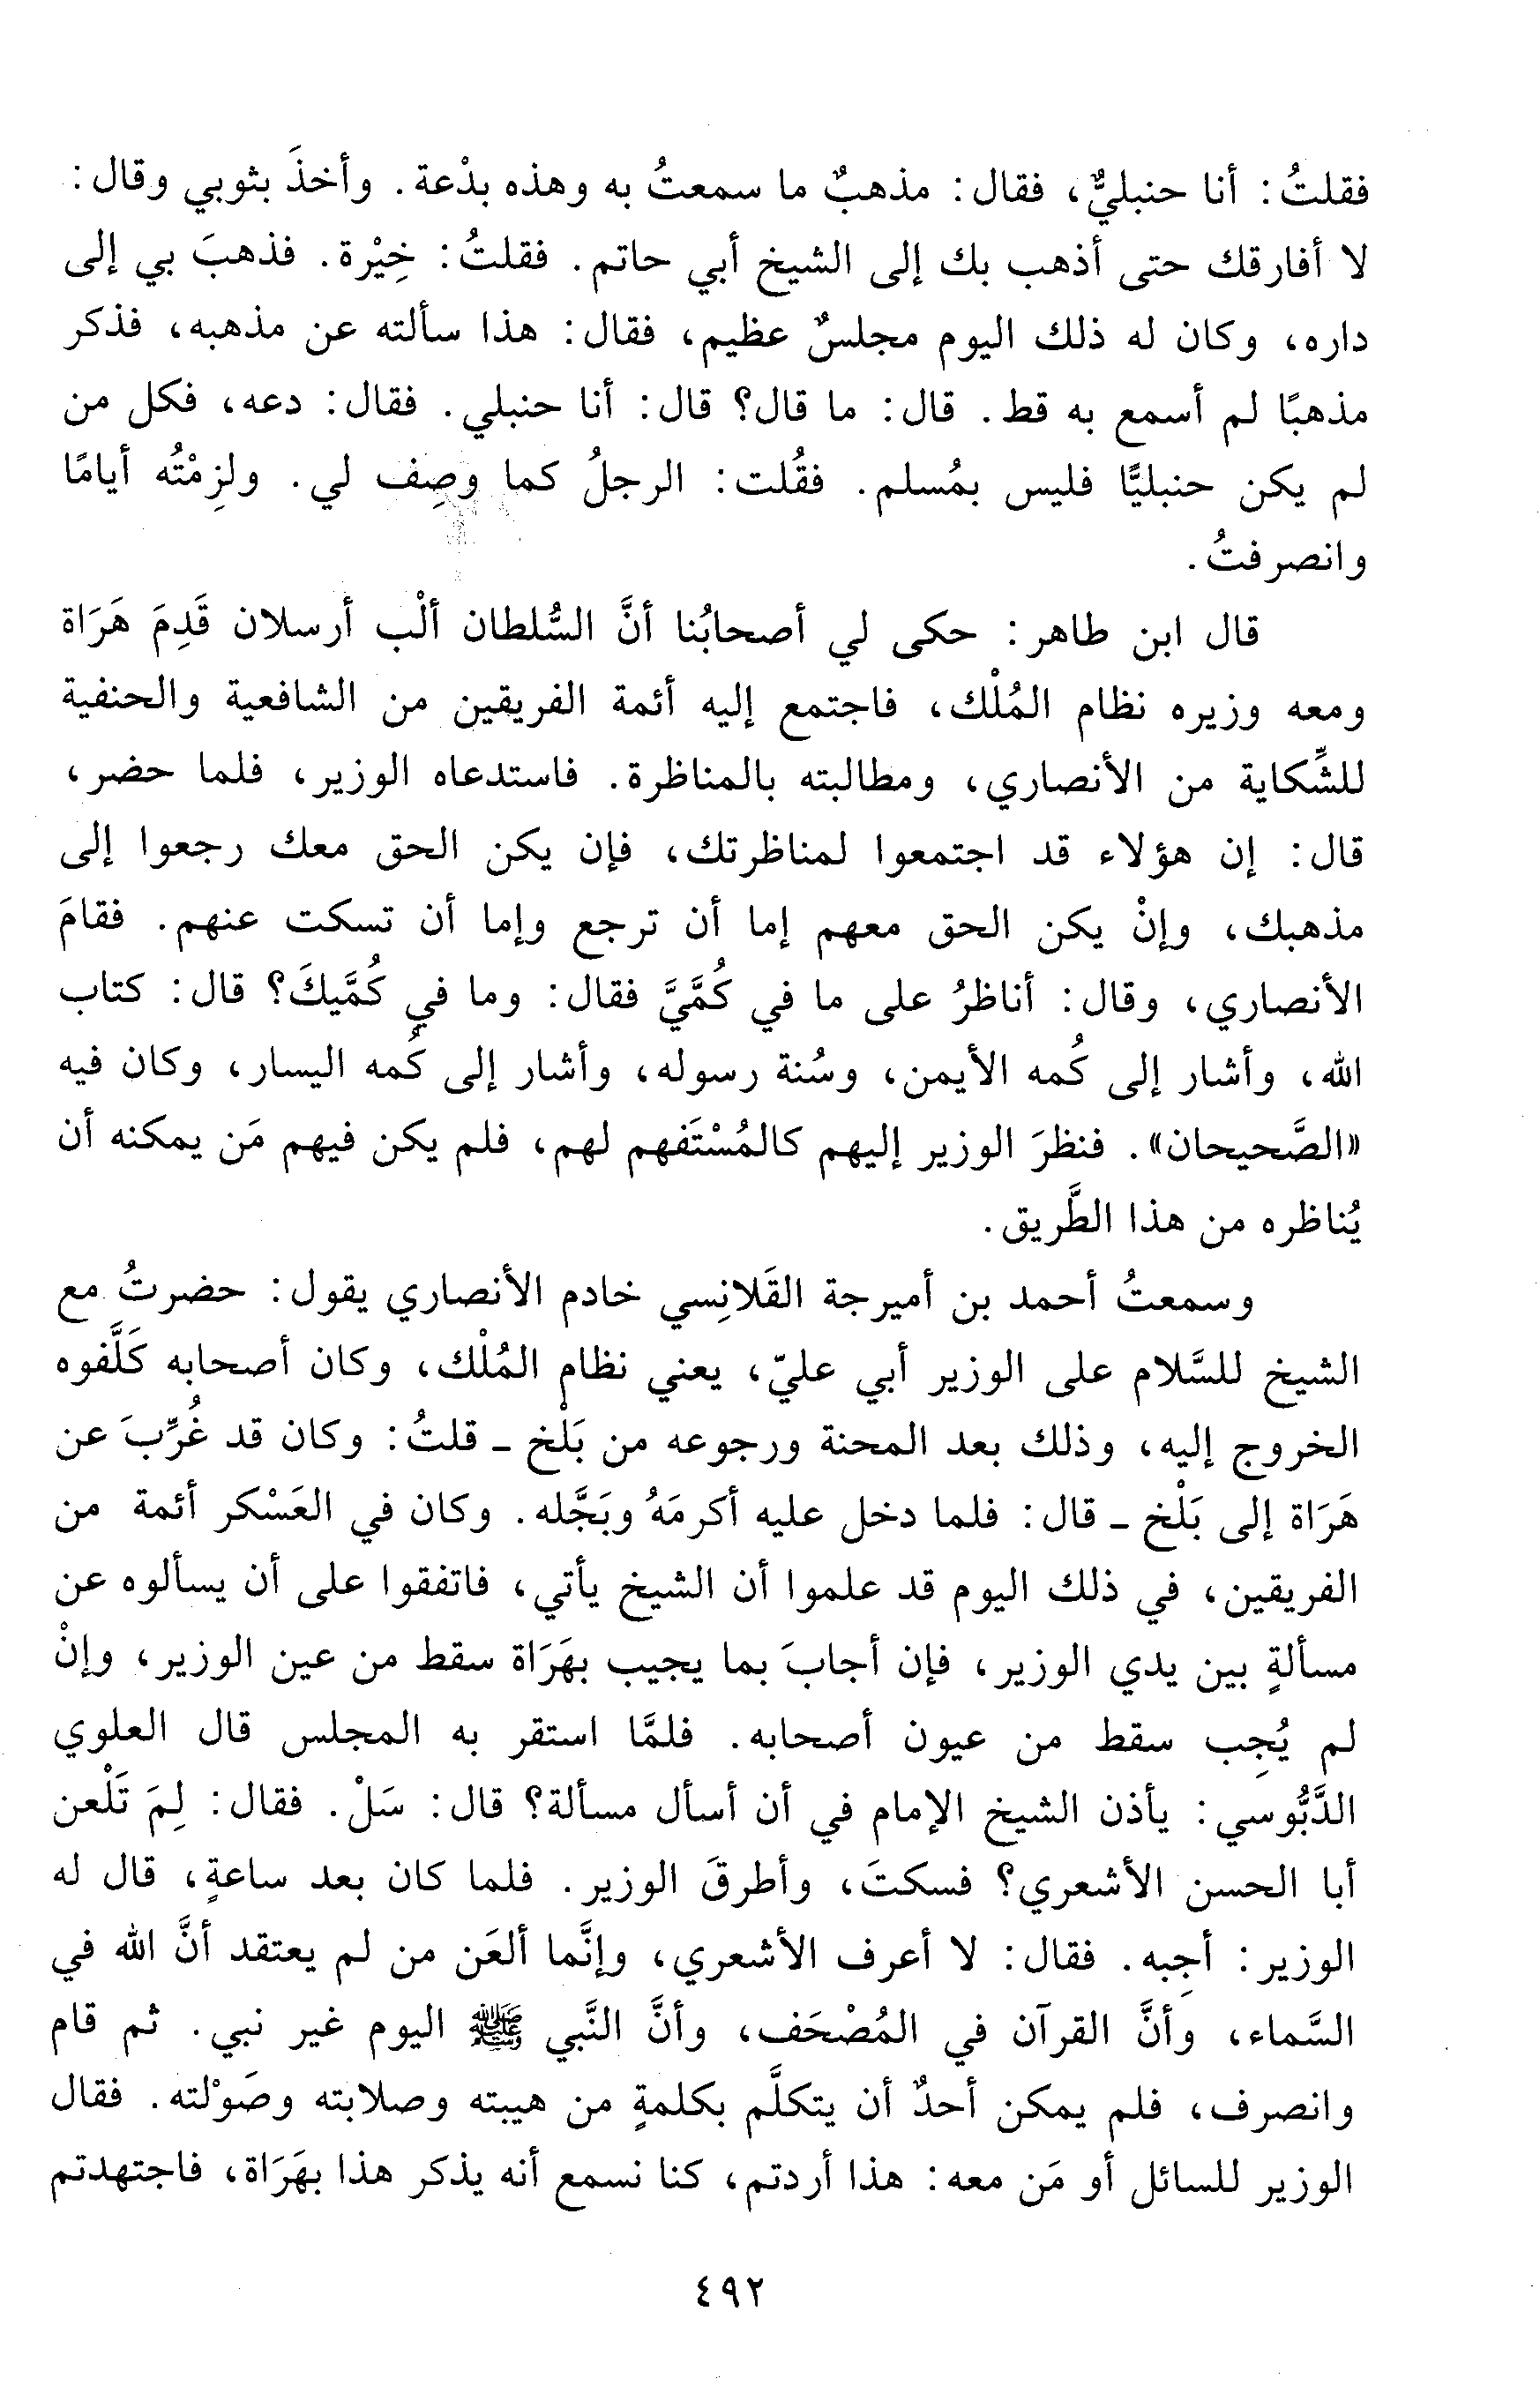 فقلتُ: أنا حنبليٌّ، فقال: مذهبٌ ما سمعتُ به وهذه بدْعة. وأخذَ بثوبي وقال:
لا أفارقك حتى أذهب بك إلى الشيخ أبي حاتم. فقلتُ: خِيْرة. فذهبَ بي إلى
داره، وكان له ذلك اليوم مجلسٌ عظيم، فقال: هذا سألته عن مذهبه، فذكر
مذهبًا لم أسمع به قط. قال: ما قال؟ قال: أنا حنبلي. فقال: دعه، فكل من
لم يكن حنبليًّا فليس بمُسلم. فقُلت: الرجلُ كما وصِف لي. ولزِمْتُه أيامًا
وانصرفتُ.
قال ابن طاهر: حكى لي أصحابُنا أنَّ السُّلطان ألْب أرسلان قَدِمَ هَرَاة
ومعه وزيره نظام المُلْك، فاجتمع إليه أئمة الفريقين من الشافعية والحنفية
للشِّكاية من الأنصاري، ومطالبته بالمناظرة. فاستدعاه الوزير، فلما حضر،
قال: إن هؤلاء قد اجتمعوا لمناظرتك، فإن يكن الحق معك رجعوا إلى
مذهبك، وإنْ يكن الحق معهم إما أن ترجع وإما أن تسكت عنهم. فقامَ
الأنصاري، وقال: أناظرُ على ما في كُمَّيَّ فقال: وما في كُمَّيكَ؟ قال: كتاب
الله، وأشار إلى كُمه الأيمن، وسُنة رسوله، وأشار إلى كُمه اليسار، وكان فيه
«الصَّحيحان». فنظرَ الوزير إليهم كالمُسْتَفهم لهم، فلم يكن فيهم مَن يمكنه أن
يُناظره من هذا الطَّريق.
وسمعتُ أحمد بن أميرجة القَلانِسي خادم الأنصاري يقول: حضرتُ مع
الشيخ للسَّلام على الوزير أبي عليّ، يعني نظام المُلْك، وكان أصحابه كَلَّفوه
الخروج إليه، وذلك بعد المحنة ورجوعه من بَلْخ ـ قلتُ: وكان قد غُرِّبَ عن
هَرَاة إلى بَلْخ ـ قال: فلما دخل عليه أكرمَهُ وبَجَّله. وكان في العَسْكر أئمة من
الفريقين، في ذلك اليوم قد علموا أن الشيخ يأتي، فاتفقوا على أن يسألوه عن
مسألةٍ بين يدي الوزير، فإن أجابَ بما يجيب بهَرَاة سقط من عين الوزير، وإنْ
لم يُجِب سقط من عيون أصحابه. فلمَّا استقر به المجلس قال العلوي
الدَّبُّوسي: يأذن الشيخ الإمام في أن أسأل مسألة؟ قال: سَلْ. فقال: لِمَ تَلْعن
أبا الحسن الأشعري؟ فسكتَ، وأطرقَ الوزير. فلما كان بعد ساعةٍ، قال له
الوزير: أجِبه. فقال: لا أعرف الأشعري، وإنَّما ألعَن من لم يعتقد أنَّ الله في
السَّماء، وأنَّ القرآن في المُصْحَف، وأنَّ النَّبي ﷺ اليوم غير نبي. ثم قام
وانصرف، فلم يمكن أحدٌ أن يتكلَّم بكلمةٍ من هيبته وصلابته وصَوْلته. فقال
الوزير للسائل أو مَن معه: هذا أردتم، كنا نسمع أنه يذكر هذا بهَرَاة، فاجتهدتم
٤٩٢